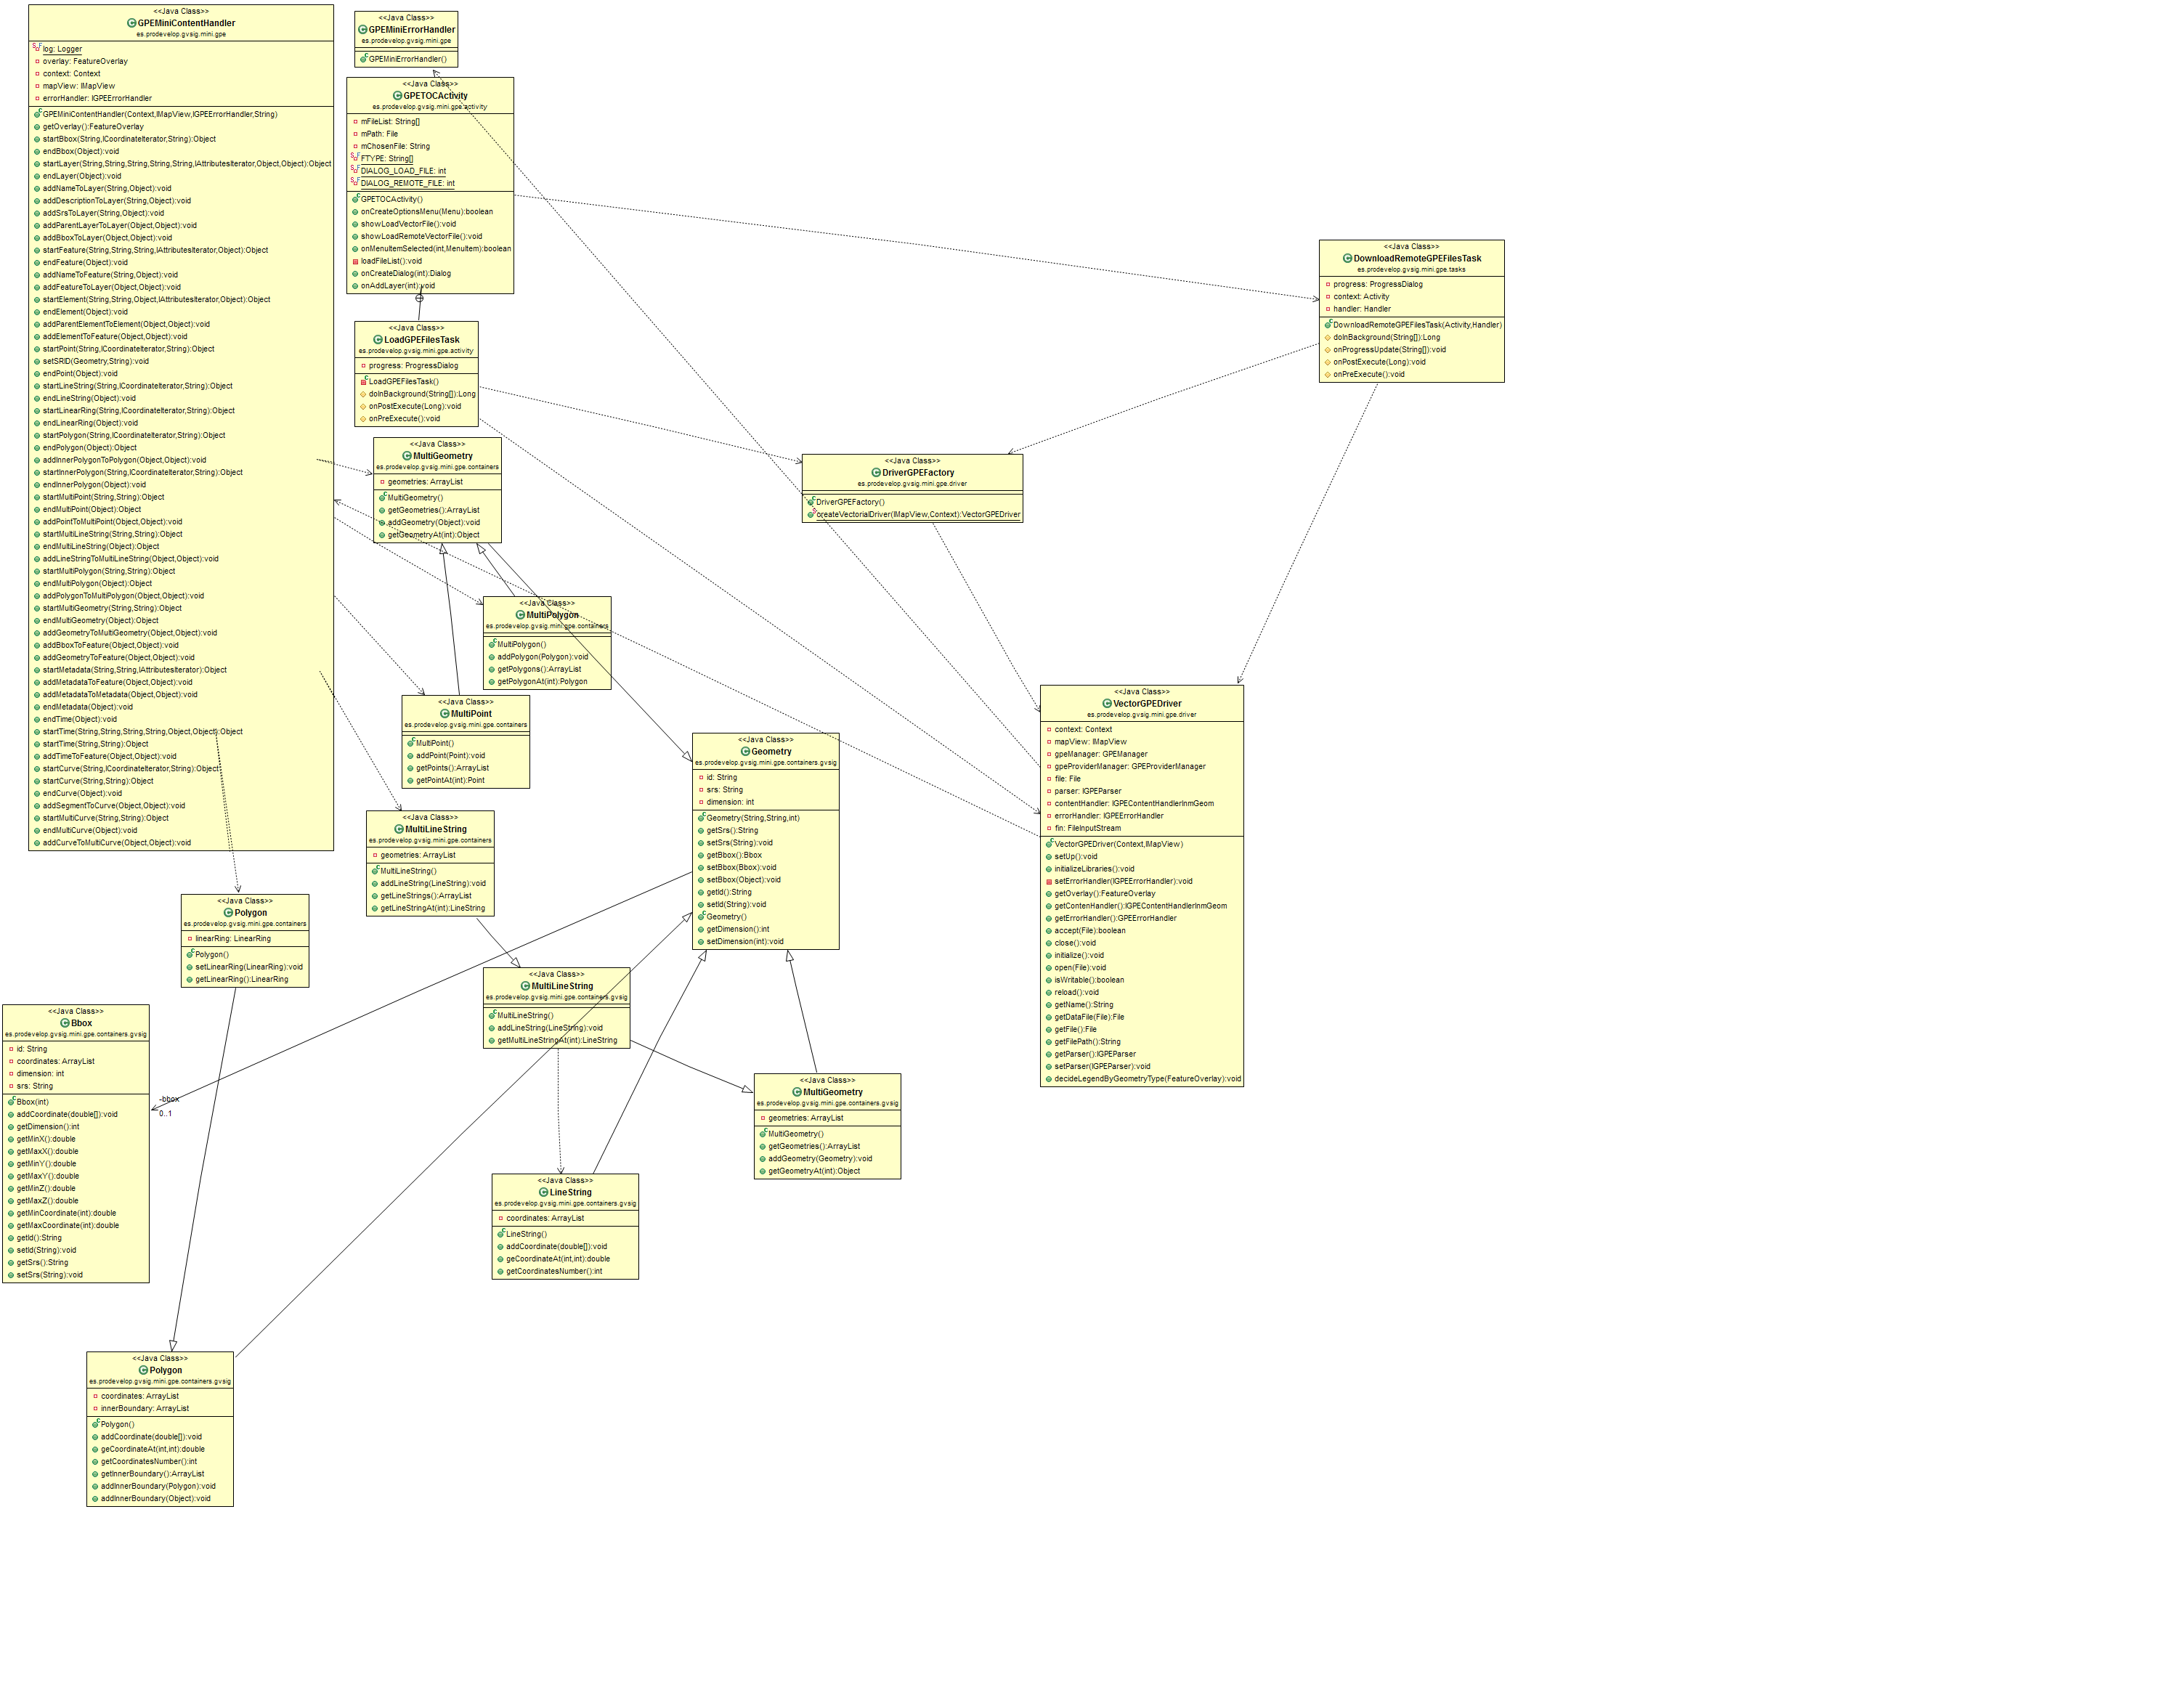 <<Java Class>>
GPEMiniContentHandler
es.prodevelop.gvsig.mini.gpe
log: Logger
overlay: FeatureOverlay
context: Context
mapView: IMapView
errorHandler: IGPEErrorHandler
GPEMiniContentHandler(Context,IMapView,IGPEErrorHandler,String)
getOverlay():FeatureOverlay
startBbox(String,ICoordinateIterator,String):Object
endBbox(Object):void
startLayer(String,String,String,String,String,IAttributesIterator,Object,Object):Object
endLayer(Object):void
addNameToLayer(String,Object):void
addDescriptionToLayer(String,Object):void
addSrsToLayer(String,Object):void
addParentLayerToLayer(Object,Object):void
addBboxToLayer(Object,Object):void
startFeature(String,String,String,IAttributesIterator,Object):Object
endFeature(Object):void
addNameToFeature(String,Object):void
addFeatureToLayer(Object,Object):void
startElement(String,String,Object,IAttributesIterator,Object):Object
endElement(Object):void
addParentElementToElement(Object,Object):void
addElementToFeature(Object,Object):void
startPoint(String,ICoordinateIterator,String):Object
setSRID(Geometry,String):void
endPoint(Object):void
startLineString(String,ICoordinateIterator,String):Object
endLineString(Object):void
startLinearRing(String,ICoordinateIterator,String):Object
endLinearRing(Object):void
startPolygon(String,ICoordinateIterator,String):Object
endPolygon(Object):Object
addInnerPolygonToPolygon(Object,Object):void
startInnerPolygon(String,ICoordinateIterator,String):Object
endInnerPolygon(Object):void
startMultiPoint(String,String):Object
endMultiPoint(Object):Object
addPointToMultiPoint(Object,Object):void
startMultiLineString(String,String):Object
endMultiLineString(Object):Object
addLineStringToMultiLineString(Object,Object):void
startMultiPolygon(String,String):Object
endMultiPolygon(Object):Object
addPolygonToMultiPolygon(Object,Object):void
startMultiGeometry(String,String):Object
endMultiGeometry(Object):Object
addGeometryToMultiGeometry(Object,Object):void
addBboxToFeature(Object,Object):void
addGeometryToFeature(Object,Object):void
startMetadata(String,String,IAttributesIterator):Object
addMetadataToFeature(Object,Object):void
addMetadataToMetadata(Object,Object):void
endMetadata(Object):void
endTime(Object):void
startTime(String,String,String,String,Object,Object):Object
startTime(String,String):Object
addTimeToFeature(Object,Object):void
startCurve(String,ICoordinateIterator,String):Object
startCurve(String,String):Object
endCurve(Object):void
addSegmentToCurve(Object,Object):void
startMultiCurve(String,String):Object
endMultiCurve(Object):void
addCurveToMultiCurve(Object,Object):void
<<Java Class>>
GPEMiniErrorHandler
es.prodevelop.gvsig.mini.gpe
GPEMiniErrorHandler()
<<Java Class>>
GPETOCActivity
es.prodevelop.gvsig.mini.gpe.activity
mFileList: String[]
mPath: File
mChosenFile: String
FTYPE: String[]
DIALOG_LOAD_FILE: int
DIALOG_REMOTE_FILE: int
GPETOCActivity()
onCreateOptionsMenu(Menu):boolean
showLoadVectorFile():void
showLoadRemoteVectorFile():void
onMenuItemSelected(int,MenuItem):boolean
loadFileList():void
onCreateDialog(int):Dialog
onAddLayer(int):void
<<Java Class>>
LoadGPEFilesTask
es.prodevelop.gvsig.mini.gpe.activity
progress: ProgressDialog
LoadGPEFilesTask()
doInBackground(String[]):Long
onPostExecute(Long):void
onPreExecute():void
<<Java Class>>
MultiGeometry
es.prodevelop.gvsig.mini.gpe.containers
geometries: ArrayList
MultiGeometry()
getGeometries():ArrayList
addGeometry(Object):void
getGeometryAt(int):Object
<<Java Class>>
DownloadRemoteGPEFilesTask
es.prodevelop.gvsig.mini.gpe.tasks
progress: ProgressDialog
context: Activity
handler: Handler
DownloadRemoteGPEFilesTask(Activity,Handler)
doInBackground(String[]):Long
onProgressUpdate(String[]):void
onPostExecute(Long):void
onPreExecute():void
<<Java Class>>
DriverGPEFactory
es.prodevelop.gvsig.mini.gpe.driver
DriverGPEFactory()
createVectorialDriver(IMapView,Context):VectorGPEDriver
<<Java Class>>
MultiPolygon
es.prodevelop.gvsig.mini.gpe.containers
MultiPolygon()
addPolygon(Polygon):void
getPolygons():ArrayList
getPolygonAt(int):Polygon
<<Java Class>>
MultiPoint
es.prodevelop.gvsig.mini.gpe.containers
MultiPoint()
addPoint(Point):void
getPoints():ArrayList
getPointAt(int):Point
<<Java Class>>
VectorGPEDriver
es.prodevelop.gvsig.mini.gpe.driver
context: Context
mapView: IMapView
gpeManager: GPEManager
gpeProviderManager: GPEProviderManager
file: File
parser: IGPEParser
contentHandler: IGPEContentHandlerInmGeom
errorHandler: IGPEErrorHandler
fin: FileInputStream
VectorGPEDriver(Context,IMapView)
setUp():void
initializeLibraries():void
setErrorHandler(IGPEErrorHandler):void
getOverlay():FeatureOverlay
getContenHandler():IGPEContentHandlerInmGeom
getErrorHandler():GPEErrorHandler
accept(File):boolean
close():void
initialize():void
open(File):void
isWritable():boolean
reload():void
getName():String
getDataFile(File):File
getFile():File
getFilePath():String
getParser():IGPEParser
setParser(IGPEParser):void
decideLegendByGeometryType(FeatureOverlay):void
<<Java Class>>
Geometry
es.prodevelop.gvsig.mini.gpe.containers.gvsig
id: String
srs: String
dimension: int
Geometry(String,String,int)
getSrs():String
setSrs(String):void
getBbox():Bbox
setBbox(Bbox):void
setBbox(Object):void
getId():String
setId(String):void
Geometry()
getDimension():int
setDimension(int):void
<<Java Class>>
MultiLineString
es.prodevelop.gvsig.mini.gpe.containers
geometries: ArrayList
MultiLineString()
addLineString(LineString):void
getLineStrings():ArrayList
getLineStringAt(int):LineString
<<Java Class>>
Polygon
es.prodevelop.gvsig.mini.gpe.containers
linearRing: LinearRing
Polygon()
setLinearRing(LinearRing):void
getLinearRing():LinearRing
<<Java Class>>
MultiLineString
es.prodevelop.gvsig.mini.gpe.containers.gvsig
MultiLineString()
addLineString(LineString):void
getMultiLineStringAt(int):LineString
<<Java Class>>
Bbox
es.prodevelop.gvsig.mini.gpe.containers.gvsig
id: String
coordinates: ArrayList
dimension: int
srs: String
Bbox(int)
addCoordinate(double[]):void
getDimension():int
getMinX():double
getMaxX():double
getMinY():double
getMaxY():double
getMinZ():double
getMaxZ():double
getMinCoordinate(int):double
getMaxCoordinate(int):double
getId():String
setId(String):void
getSrs():String
setSrs(String):void
-bbox
0..1
<<Java Class>>
MultiGeometry
es.prodevelop.gvsig.mini.gpe.containers.gvsig
geometries: ArrayList
MultiGeometry()
getGeometries():ArrayList
addGeometry(Geometry):void
getGeometryAt(int):Object
<<Java Class>>
LineString
es.prodevelop.gvsig.mini.gpe.containers.gvsig
coordinates: ArrayList
LineString()
addCoordinate(double[]):void
geCoordinateAt(int,int):double
getCoordinatesNumber():int
<<Java Class>>
Polygon
es.prodevelop.gvsig.mini.gpe.containers.gvsig
coordinates: ArrayList
innerBoundary: ArrayList
Polygon()
addCoordinate(double[]):void
geCoordinateAt(int,int):double
getCoordinatesNumber():int
getInnerBoundary():ArrayList
addInnerBoundary(Polygon):void
addInnerBoundary(Object):void